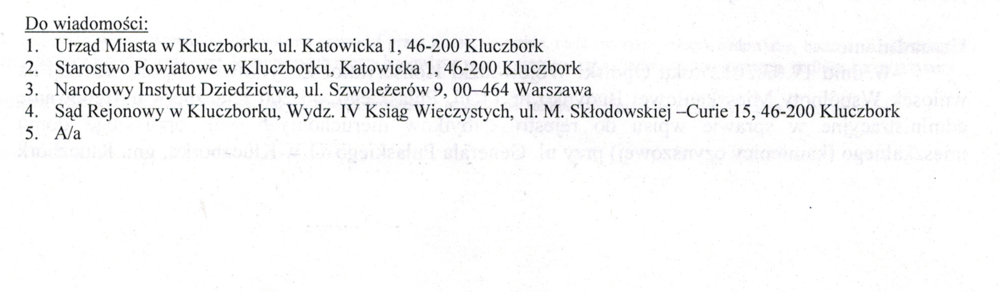 Do wiadomości:
1. Urząd Miasta w Kluczborku, ul. Katowicka 1, 46-200 Kluczbork
2. Starostwo Powiatowe w Kluczborku, Katowicka 1, 46-200 Kluczbork
3. Narodowy Instytut Dziedzictwa, ul. Szwoleżerów 9, 00–464 Warszawa
4. Sąd Rejonowy w Kluczborku, Wydz. IV Ksiąg Wieczystych, ul. M. Skłodowskiej –Curie 15, 46-200 Kluczbork
5. A/a